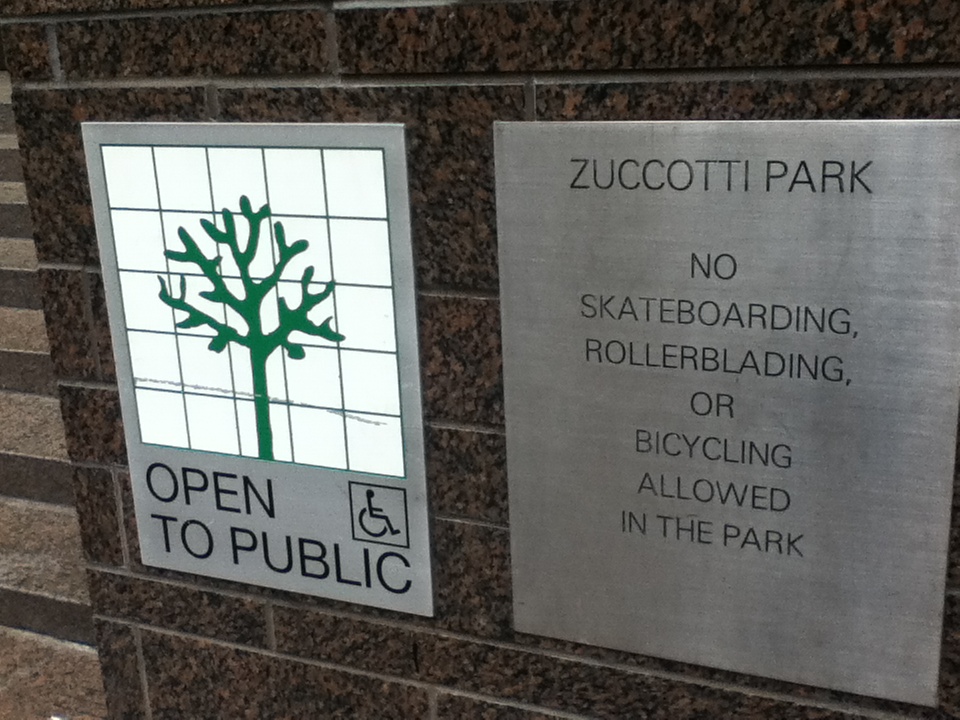 OPEN
TO PUBLIC
ZUCCOTTI PARK
NO
SKATEBOARDING,
ROLLERBLADING,
OR
BICYCLING
ALLOWED
IN THE PARK